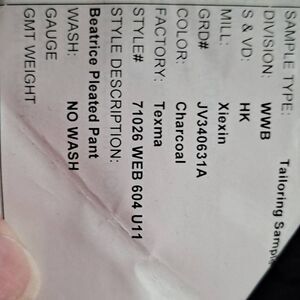 SAMPLE TYPE: Tailoring Sample
DIVISION: WWB
S & VD: HK
MILL: Xiexin
GRD# JV340631A
COLOR: Charcoal
FACTORY: Texma
STYLE# 71026 WEB 604 U11
STYLE DESCRIPTION:
Beatrice Pleated Pant
WASH: NO WASH
GAUGE
GMT WEIGHT